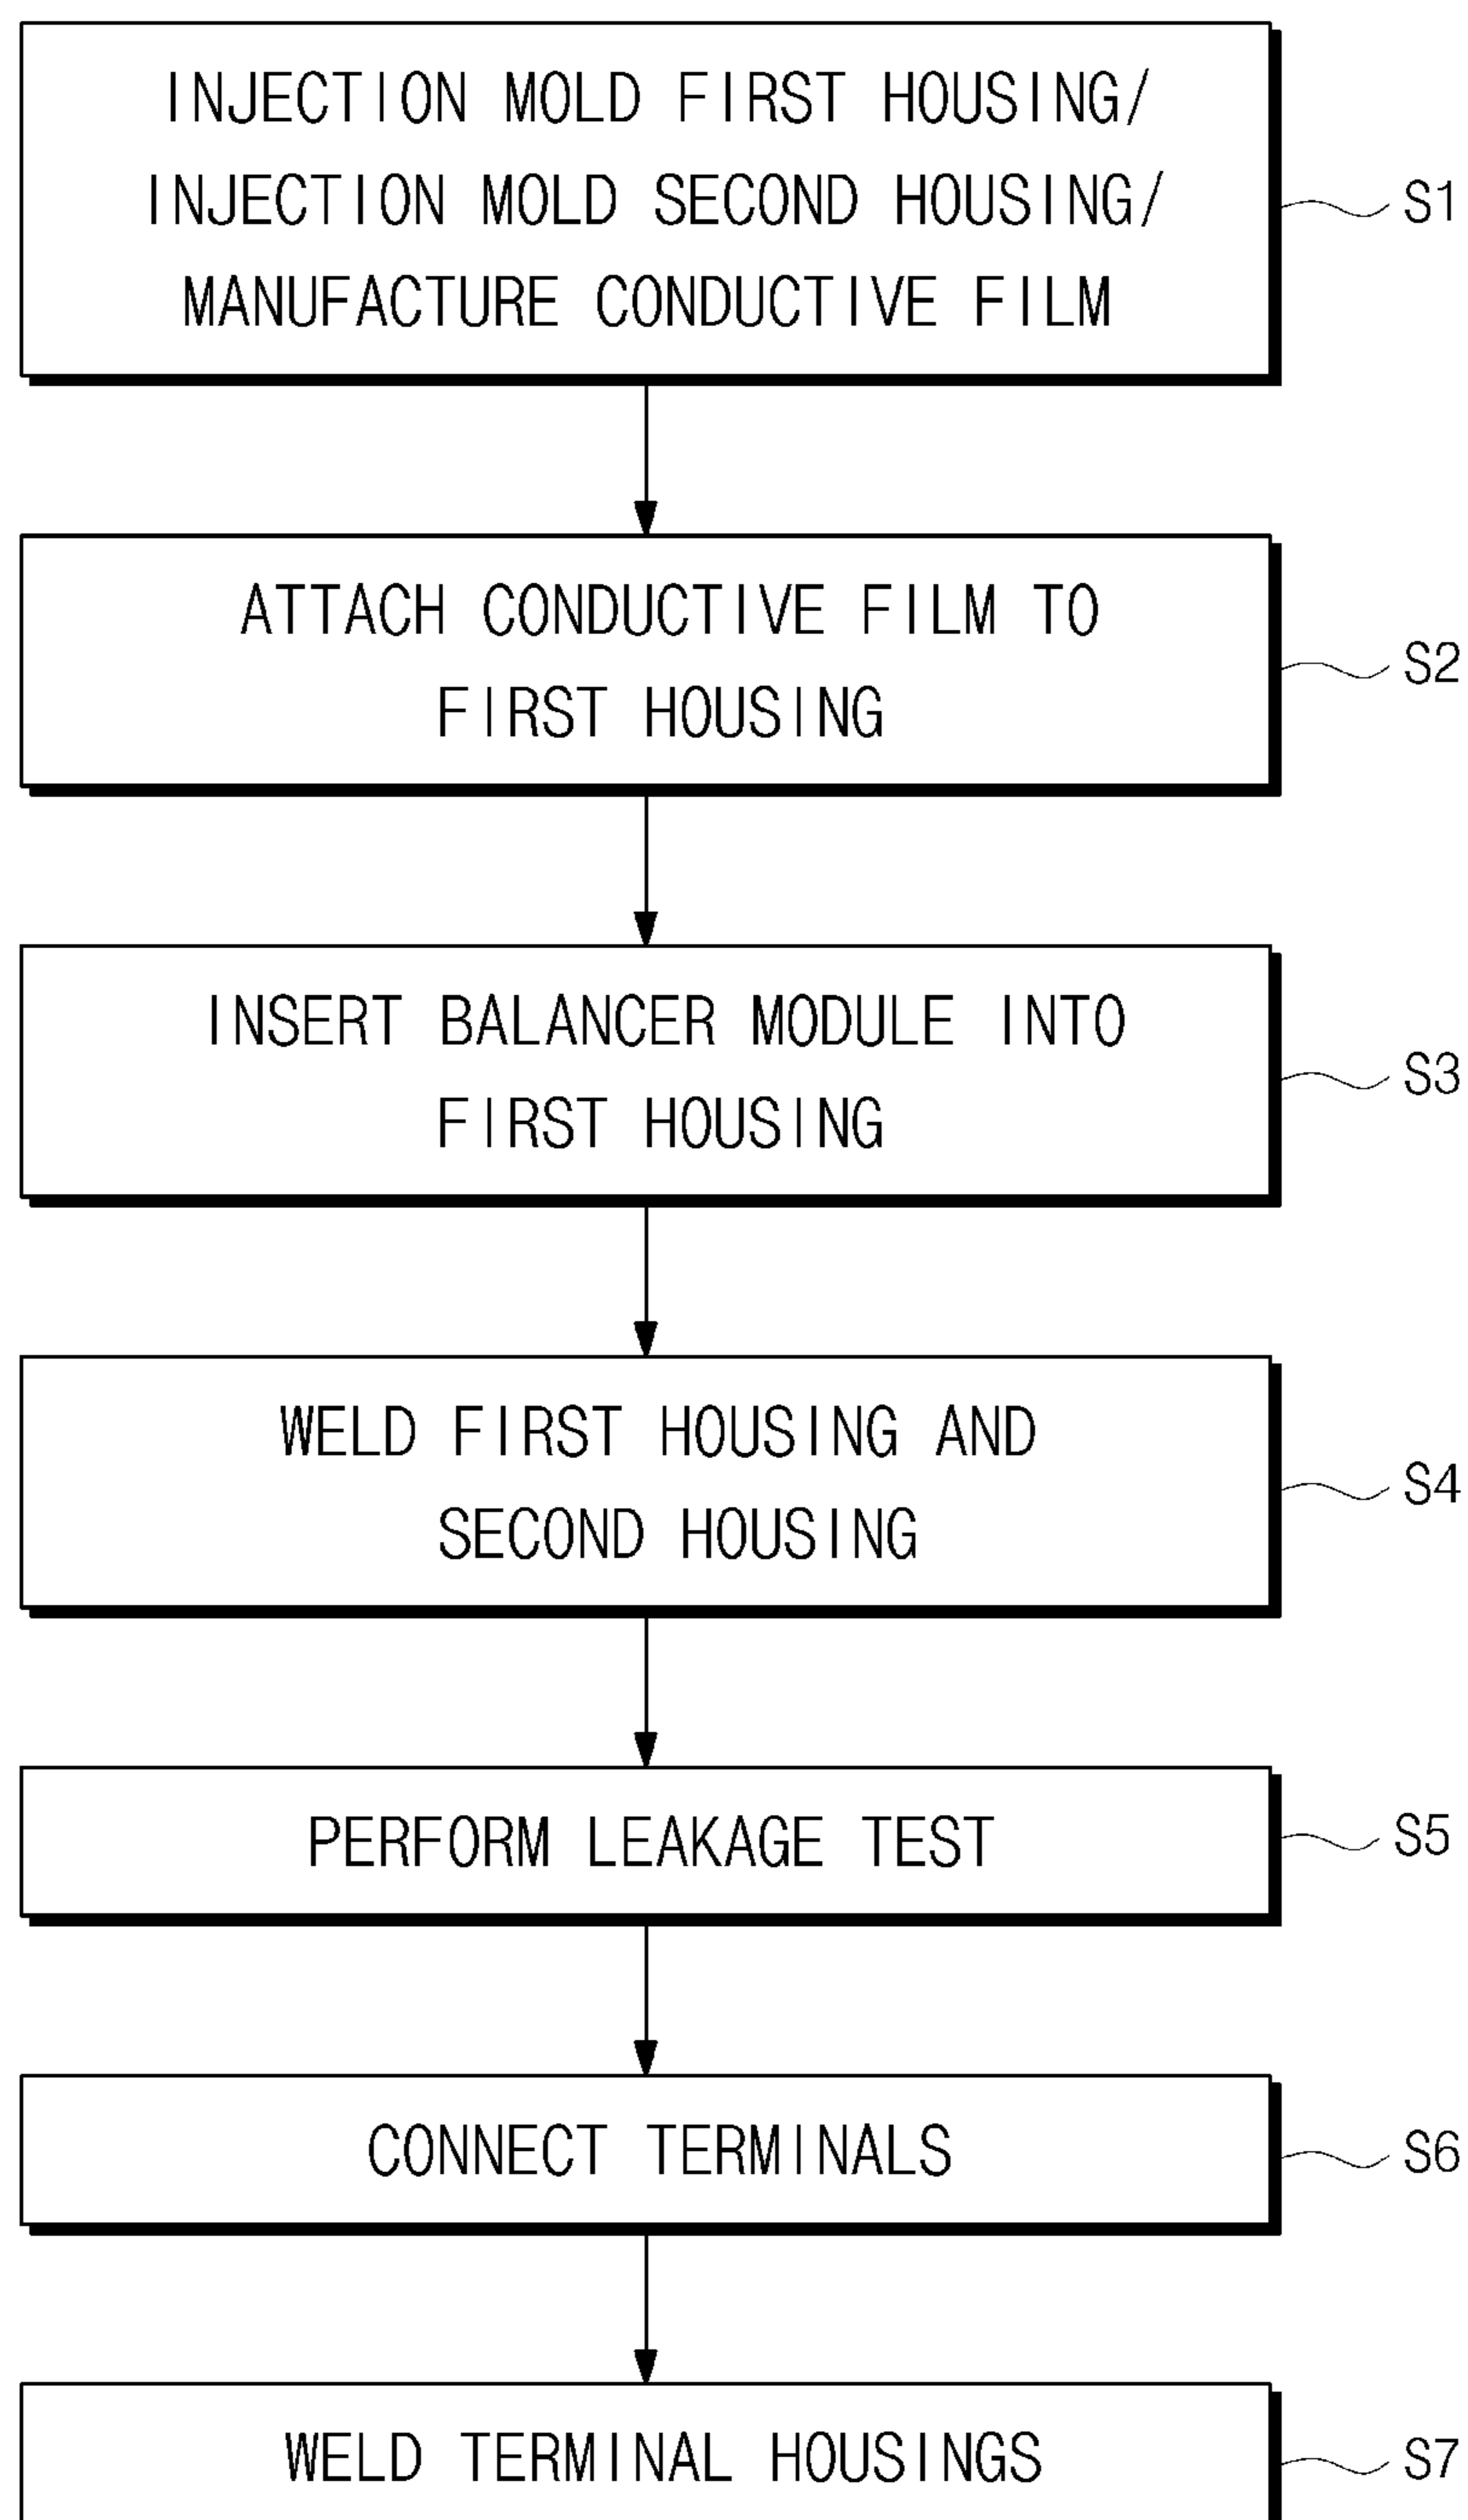 INJECTION MOLD FIRST HOUSING/
INJECTION MOLD SECOND HOUSING/
MANUFACTURE CONDUCTIVE FILM
S1
ATTACH CONDUCTIVE FILM TO
FIRST HOUSING
S2
INSERT BALANCER MODULE INTO
FIRST HOUSING
S3
WELD FIRST HOUSING AND
SECOND HOUSING
S4
PERFORM LEAKAGE TEST
S5
CONNECT TERMINALS
S6
WELD TERMINAL HOUSINGS
S7